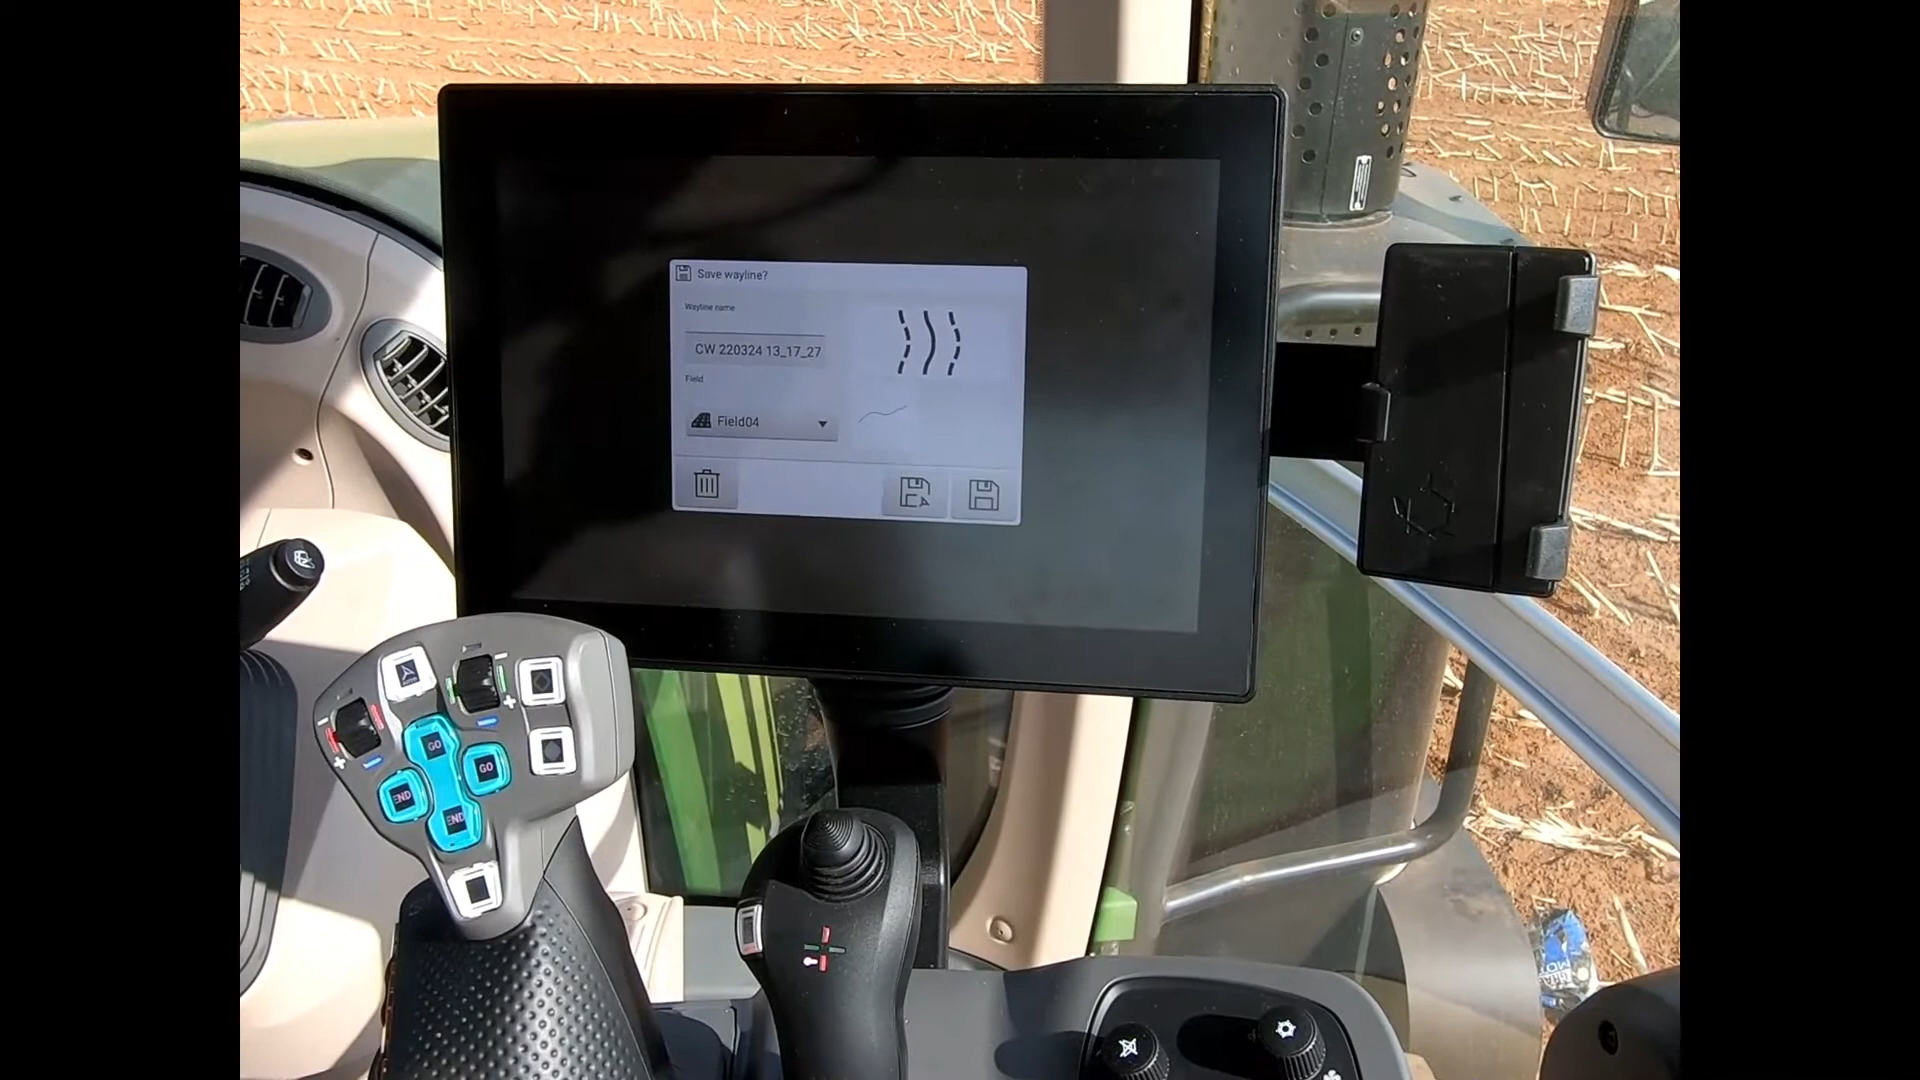 Save wayline?
Wayline name
CW 220324 13_17_27
Field
Field04
GO
GO
END
END